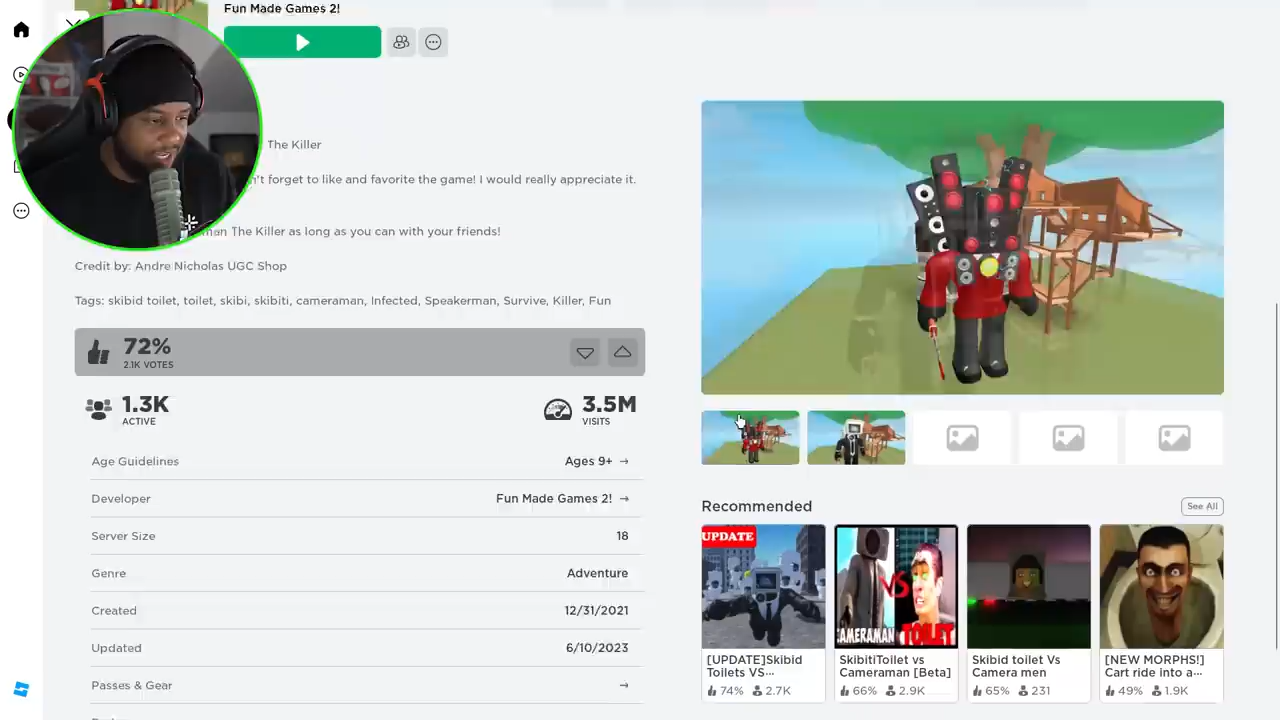 Fun Made Games 2!
The Killer
n't forget to like and favorite the game! I would really appreciate it.
man The Killer as long as you can with your friends!
Credit by: Andre Nicholas UGC Shop
Tags: skibid toilet, toilet, skibi, skibiti, cameraman, Infected, Speakerman, Survive, Killer, Fun
72%
2.1K VOTES
1.3K
ACTIVE
3.5M
VISITS
Age Guidelines
Ages 9+ →
Developer
Fun Made Games 2! →
Server Size
18
Genre
Adventure
Created
12/31/2021
Updated
6/10/2023
Passes & Gear
→
Recommended
See All
UPDATE
VS
CAMERAMAN
TOILET
[UPDATE]Skibid
Toilets VS...
74%
2.7K
SkibitiToilet vs
Cameraman [Beta]
66%
2.9K
Skibid toilet Vs
Camera men
65%
231
[NEW MORPHS!]
Cart ride into a...
49%
1.9K